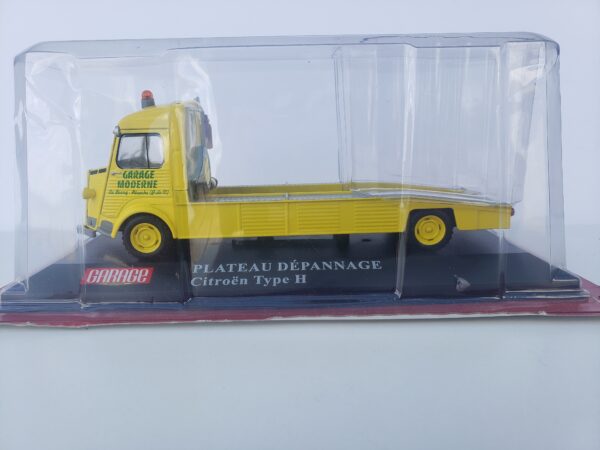 GARAGE
MODERNE
GARAGE
PLATEAU DÉPANNAGE
Citroën Type H